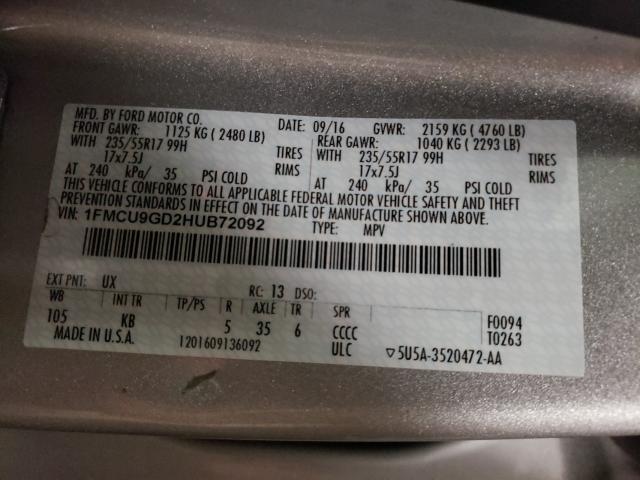 MFD. BY FORD MOTOR CO. DATE: 09/16 GVWR: 2159 KG ( 4760 LB)
FRONT GAWR: 1125 KG ( 2480 LB) REAR GAWR: 1040 KG ( 2293 LB)
WITH 235/55R17 99H TIRES WITH 235/55R17 99H TIRES
17x7.5J RIMS 17x7.5J RIMS
AT 240 kPa/ 35 PSI COLD AT 240 kPa/ 35 PSI COLD
THIS VEHICLE CONFORMS TO ALL APPLICABLE FEDERAL MOTOR VEHICLE SAFETY AND THEFT
PREVENTION STANDARDS IN EFFECT ON THE DATE OF MANUFACTURE SHOWN ABOVE.
VIN: 1FMCU9GD2HUB72092 TYPE: MPV
EXT PNT: UX RC: 13 DSO:
WB INT TR TP/PS R AXLE TR SPR F0094
105 KB 5 35 6 CCCC T0263
MADE IN U.S.A. 1201609136092 ULC ▽5U5A-3520472-AA